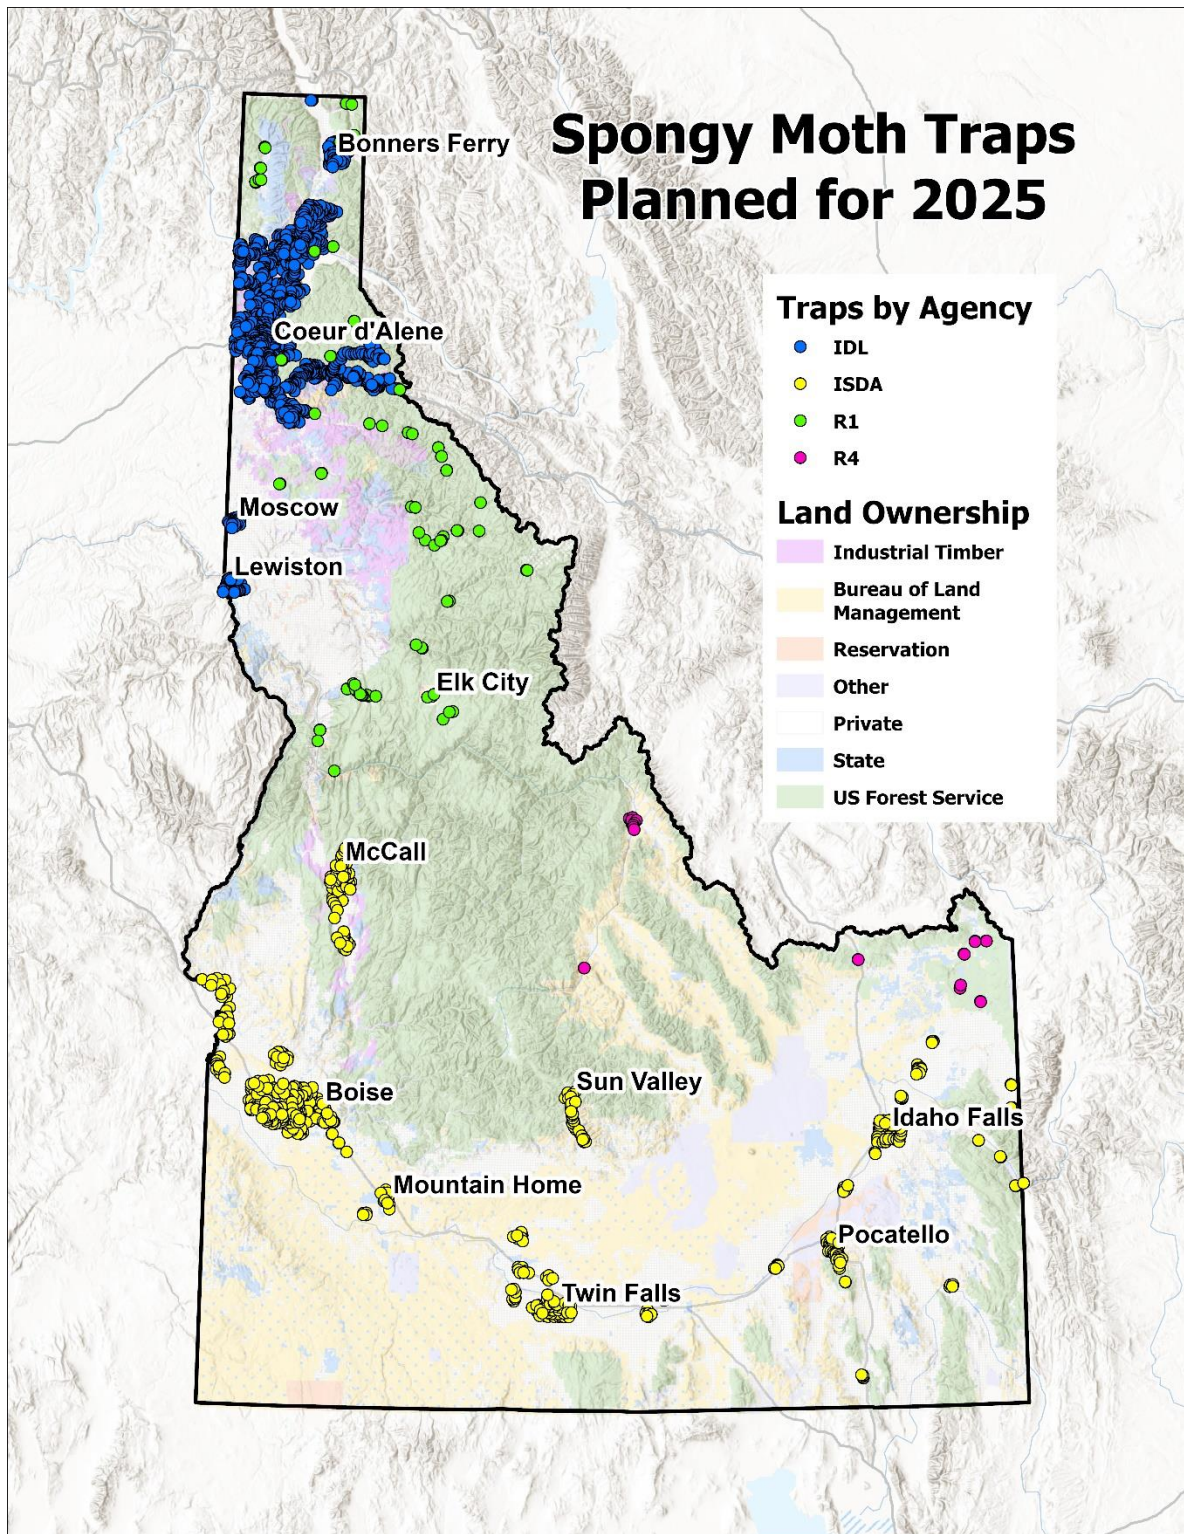 Spongy Moth Traps
Planned for 2025
Bonners Ferry
Coeur d'Alene
Moscow
Lewiston
Elk City
McCall
Boise
Sun Valley
Idaho Falls
Mountain Home
Pocatello
Twin Falls
Traps by Agency
IDL
ISDA
R1
R4
Land Ownership
Industrial Timber
Bureau of Land
Management
Reservation
Other
Private
State
US Forest Service